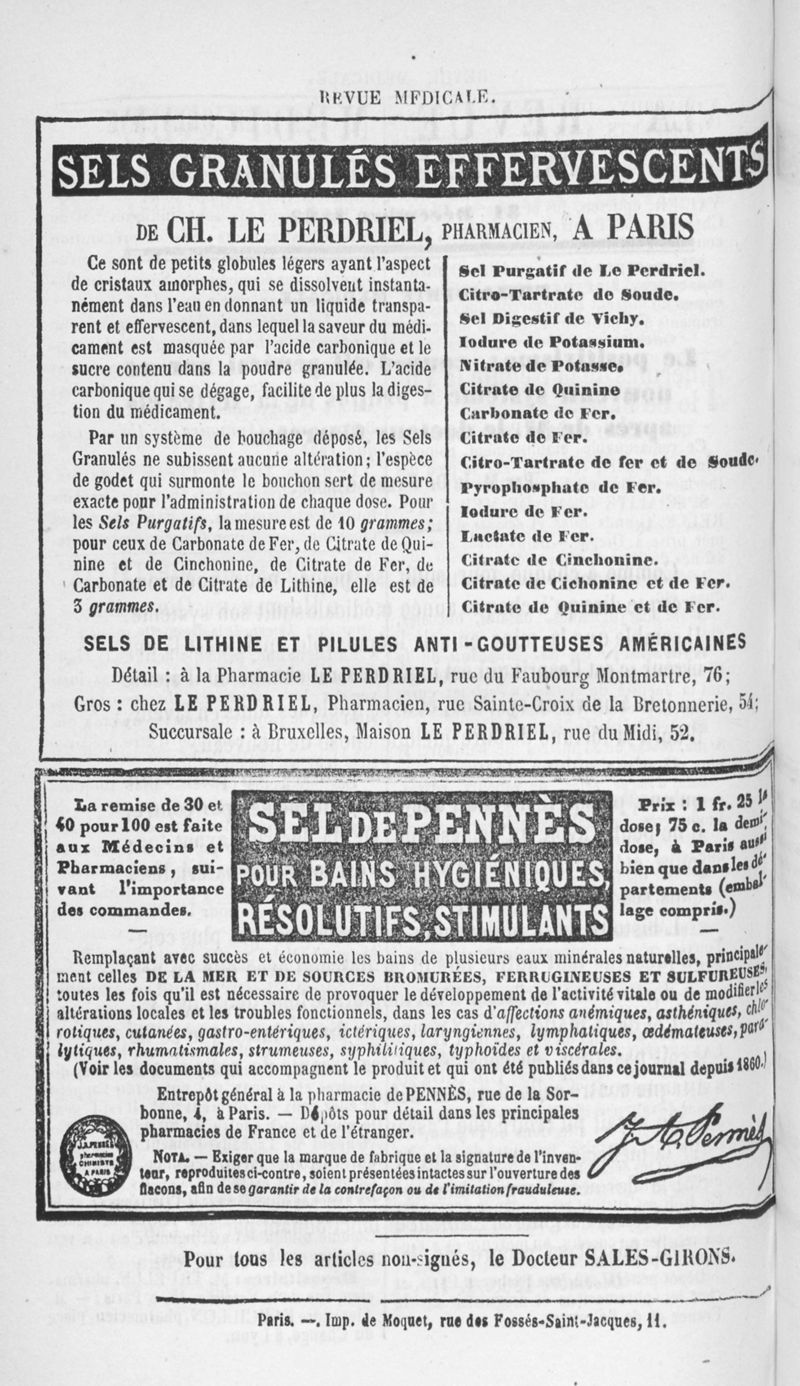 REVUE MEDICALE.
SELS GRANULÉS EFFERVESCENTS
DE CH. LE PERDRIEL, PHARMACIEN, A PARIS
Ce sont de petits globules légers ayant l'aspect
de cristaux amorphes, qui se dissolvent instanta-
nément dans l'eau en donnant un liquide transpa-
rent et effervescent, dans lequel la saveur du médi-
cament est masquée par l'acide carbonique et le
sucre contenu dans la poudre granulée. L'acide
carbonique qui se dégage, facilite de plus la diges-
tion du médicament.
Par un système de bouchage déposé, les Sels
Granulés ne subissent aucune altération; l'espèce
de godet qui surmonte le bouchon sert de mesure
exacte pour l'administration de chaque dose. Pour
les Sels Purgatifs, la mesure est de 10 grammes;
pour ceux de Carbonate de Fer, de Citrate de Qui-
nine et de Cinchonine, de Citrate de Fer, de
Carbonate et de Citrate de Lithine, elle est de
3 grammes.
Sel Purgatif de Le Perdriel.
Citro-Tartrate de Soude.
Sel Digestif de Vichy.
Iodure de Potassium.
Nitrate de Potasse.
Citrate de Quinine
Carbonate de Fer.
Citrate de Fer.
Citro-Tartrate de fer et de Soude.
Pyrophosphate de Fer.
Iodure de Fer.
Lactate de Fer.
Citrate de Cinchonine.
Citrate de Cichonine et de Fer.
Citrate de Quinine et de Fer.
SELS DE LITHINE ET PILULES ANTI-GOUTTEUSES AMÉRICAINES
Détail : à la Pharmacie LE PERDRIEL, rue du Faubourg Montmartre, 76;
Gros : chez LE PERDRIEL, Pharmacien, rue Sainte-Croix de la Bretonnerie, 54;
Succursale : à Bruxelles, Maison LE PERDRIEL, rue du Midi, 52.
La remise de 30 et
40 pour 100 est faite
aux Médecins et
Pharmaciens, sui-
vant l'importance
des commandes.
SEL DE PENNÈS
POUR BAINS HYGIÉNIQUES,
RÉSOLUTIFS, STIMULANTS
Prix : 1 fr. 25 la
dose; 75 c. la demi-
dose, à Paris aussi
bien que dans les dé-
partements (embal-
lage compris.)
Remplaçant avec succès et économie les bains de plusieurs eaux minérales naturelles, principale-
ment celles DE LA MER ET DE SOURCES BROMURÉES, FERRUGINEUSES ET SULFUREUSES,
toutes les fois qu'il est nécessaire de provoquer le développement de l'activité vitale ou de modifier les
altérations locales et les troubles fonctionnels, dans les cas d'affections anémiques, asthéniques, chlo-
rotiques, cutanées, gastro-entériques, ictériques, laryngiennes, lymphatiques, œdémateuses, para-
lytiques, rhumatismales, strumeuses, syphilitiques, typhoïdes et viscérales.
(Voir les documents qui accompagnent le produit et qui ont été publiés dans ce journal depuis 1860.)
Entrepôt général à la pharmacie de PENNÈS, rue de la Sor-
bonne, 4, à Paris. — Dépôts pour détail dans les principales
pharmacies de France et de l'étranger.
NOTA. — Exiger que la marque de fabrique et la signature de l'inven-
teur, reproduites ci-contre, soient présentées intactes sur l'ouverture des
flacons, afin de se garantir de la contrefaçon ou de l'imitation frauduleuse.
J.A. PENNÈS
pharmacien
CHIMISTE
A PARIS
J. A. Pennès
Pour tous les articles non-signés, le Docteur SALES-GIRONS.
Paris. —. Imp. de Moquet, rue des Fossés-Saint-Jacques, 11.